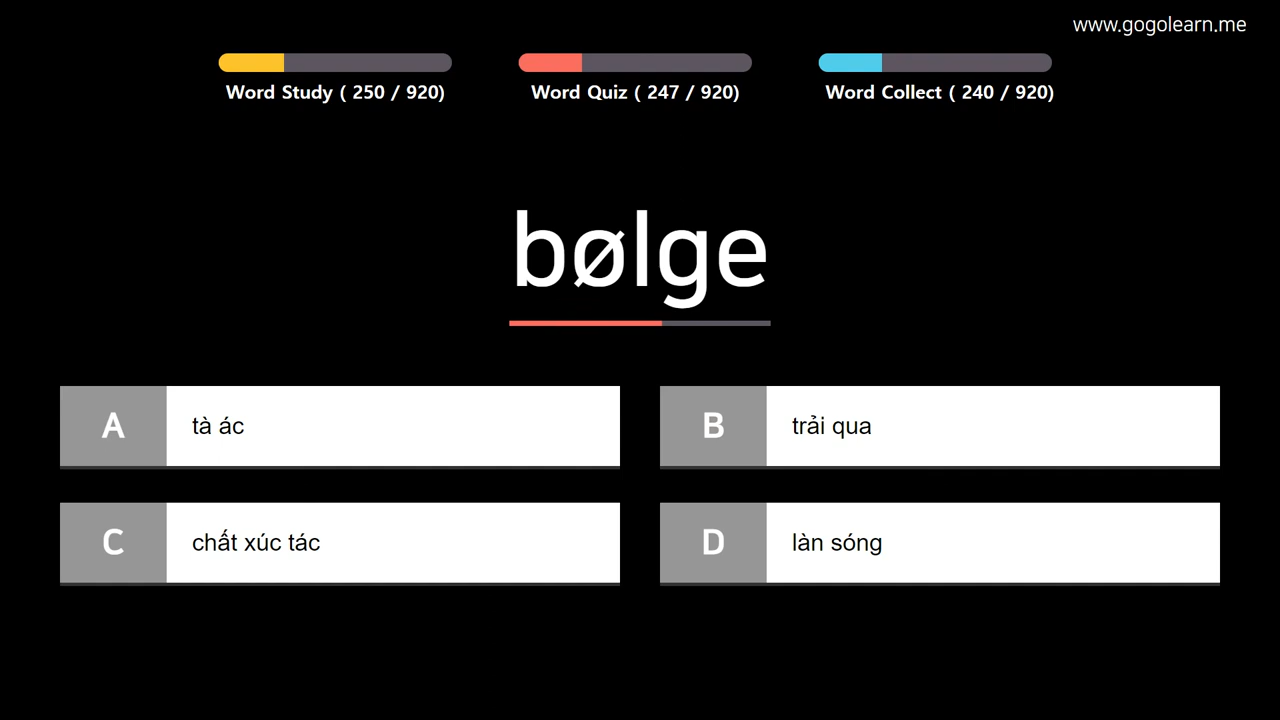 www.gogolearn.me
Word Study ( 250 / 920)
Word Quiz ( 247 / 920)
Word Collect ( 240 / 920)
bølge
A
tà ác
B
trải qua
C
chất xúc tác
D
làn sóng